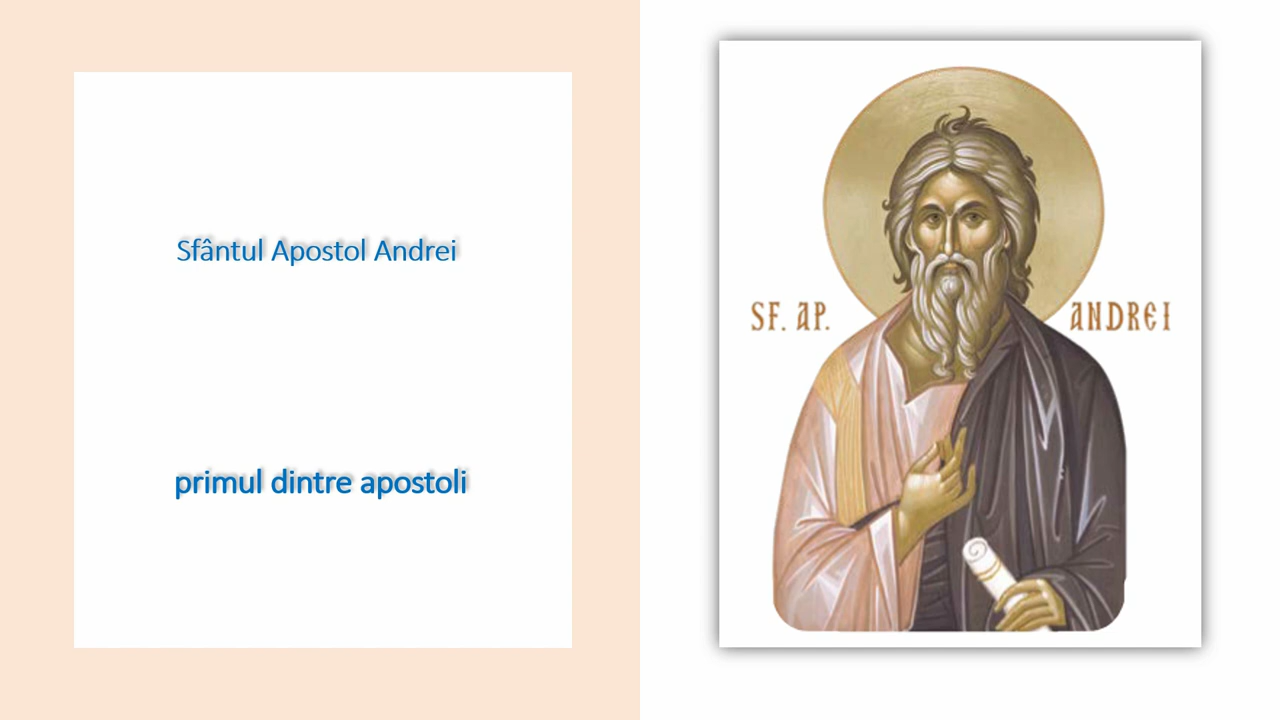 Sfântul Apostol Andrei
primul dintre apostoli
SF. AP. ANDREI